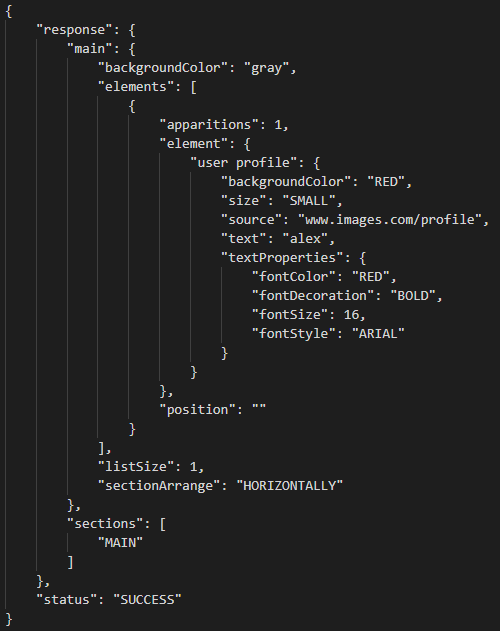 {
    "response": {
        "main": {
            "backgroundColor": "gray",
            "elements": [
                {
                    "apparitions": 1,
                    "element": {
                        "user profile": {
                            "backgroundColor": "RED",
                            "size": "SMALL",
                            "source": "www.images.com/profile",
                            "text": "alex",
                            "textProperties": {
                                "fontColor": "RED",
                                "fontDecoration": "BOLD",
                                "fontSize": 16,
                                "fontStyle": "ARIAL"
                            }
                        }
                    },
                    "position": ""
                }
            ],
            "listSize": 1,
            "sectionArrange": "HORIZONTALLY"
        },
        "sections": [
            "MAIN"
        ]
    },
    "status": "SUCCESS"
}